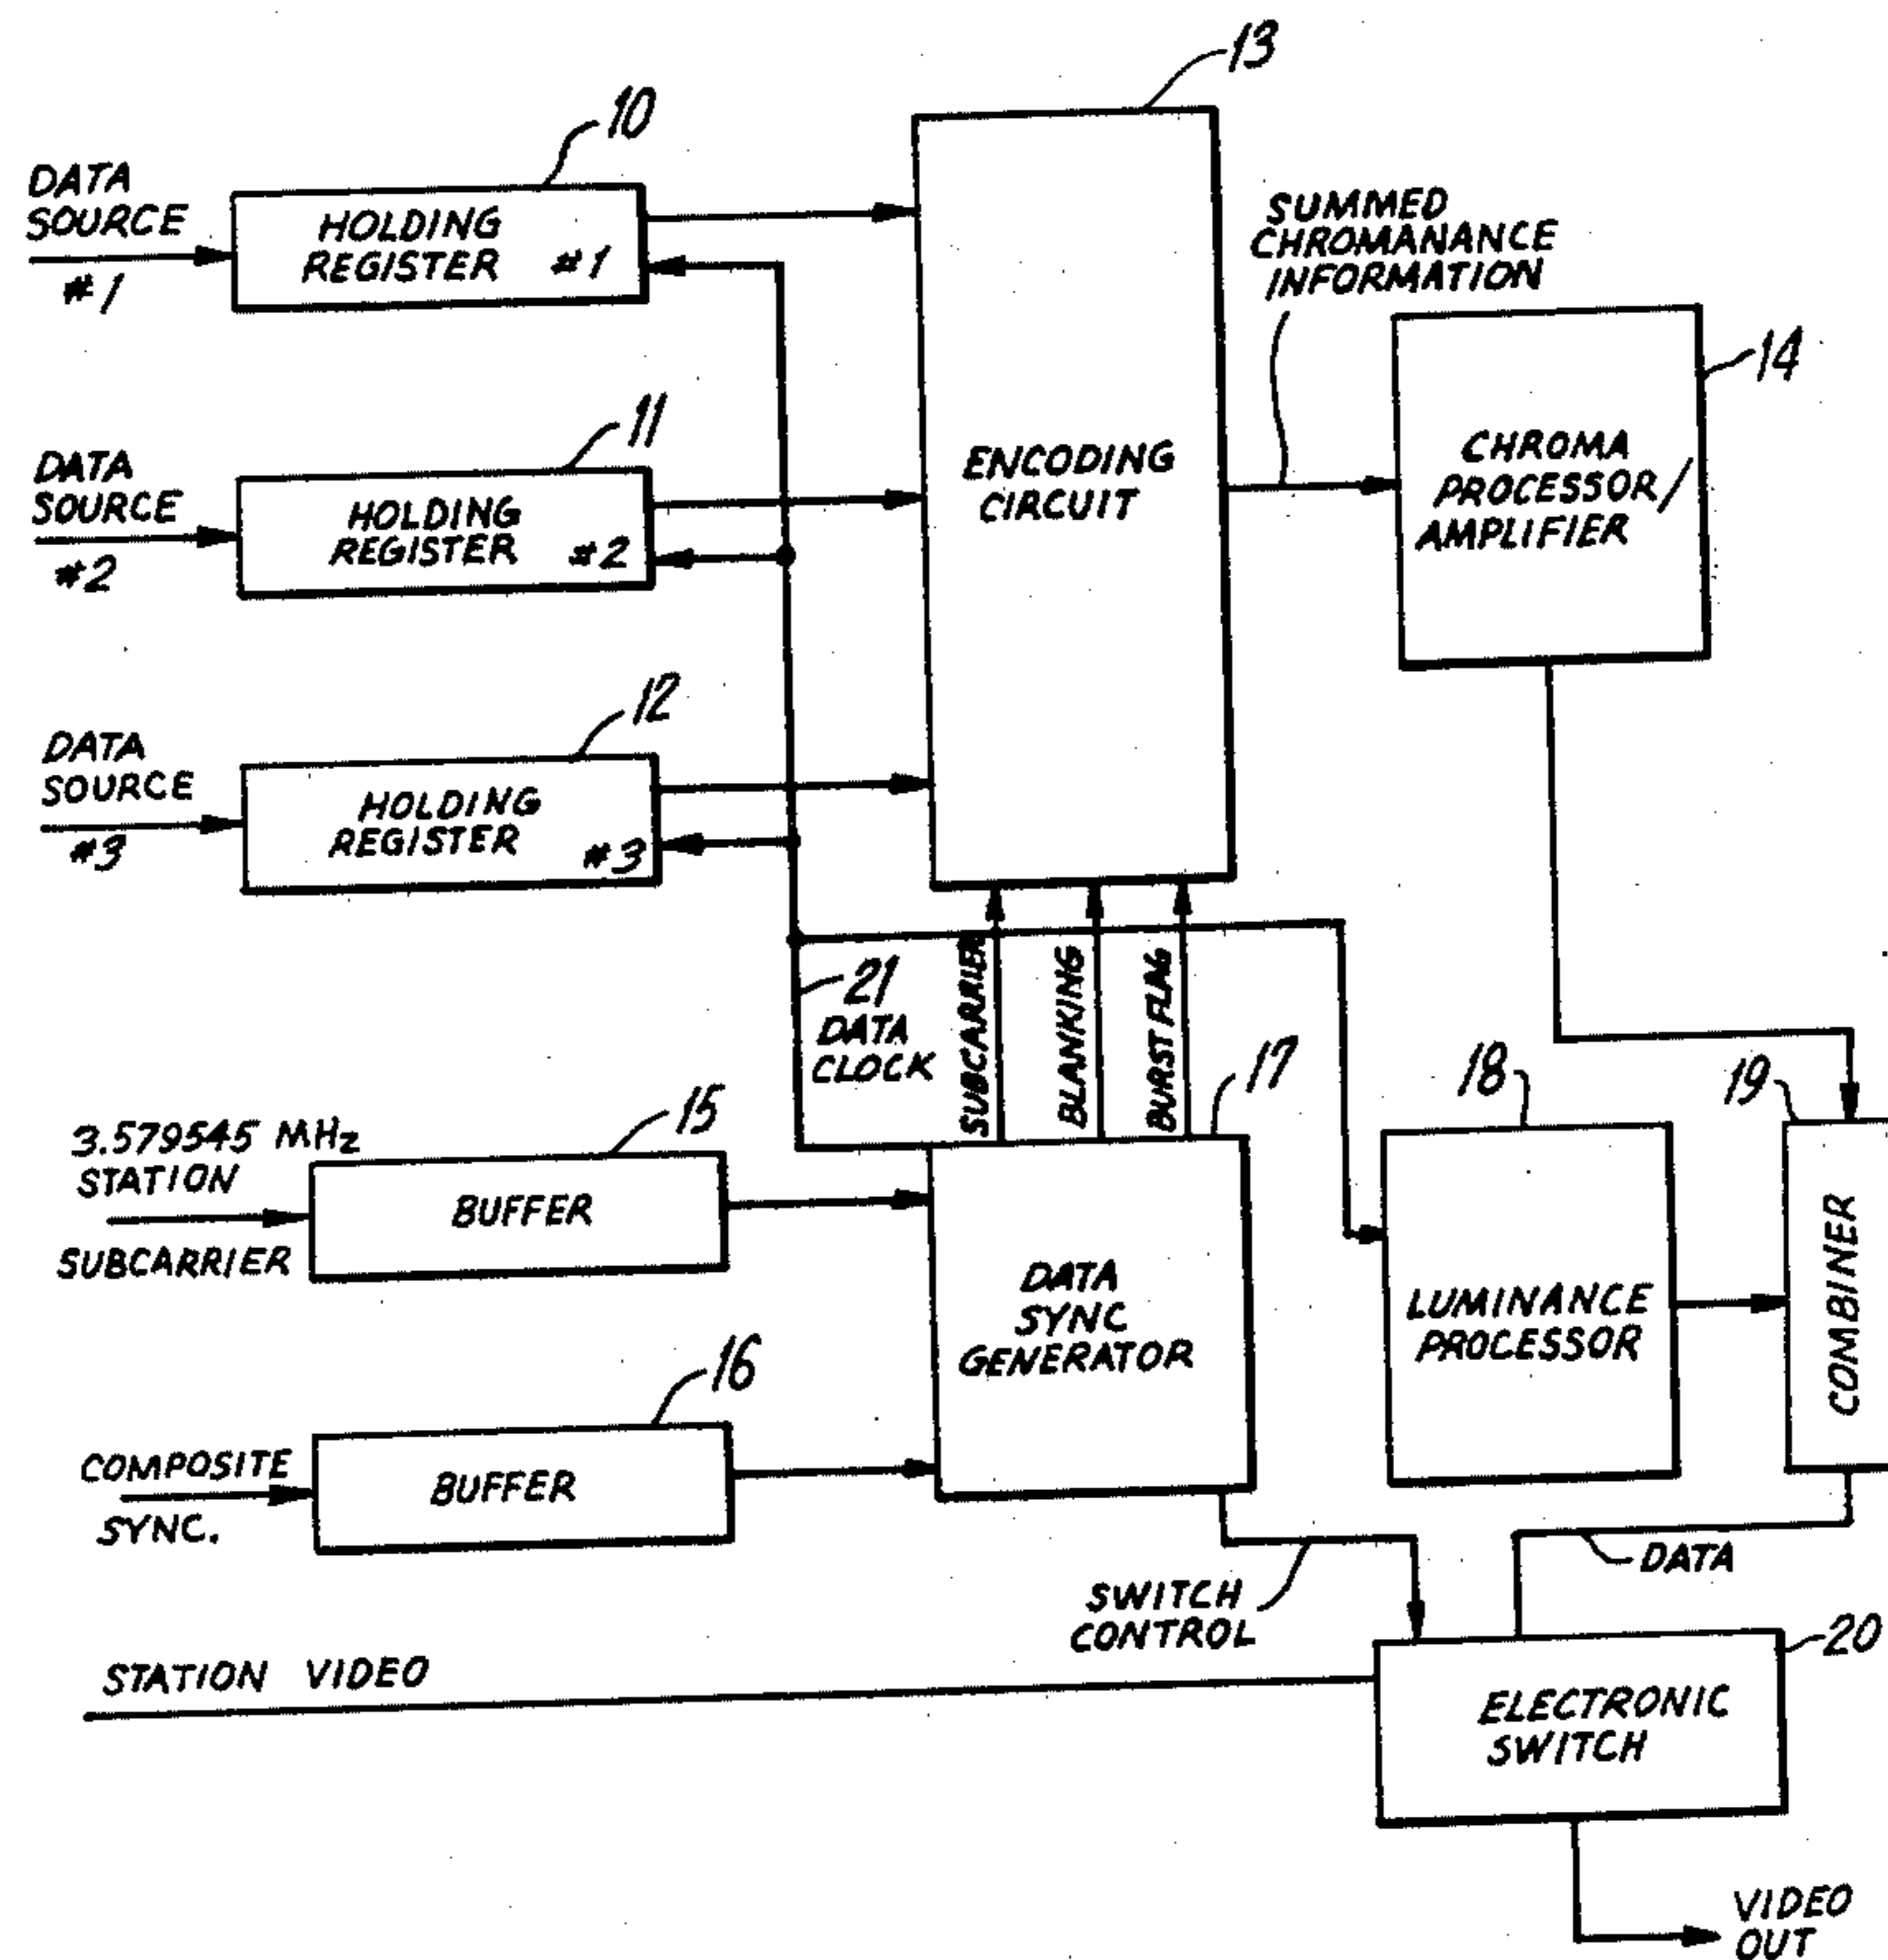 13
10
DATA
SOURCE
#1
HOLDING
REGISTER #1
SUMMED
CHROMANANCE
INFORMATION
14
11
DATA
SOURCE
#2
HOLDING
REGISTER #2
ENCODING
CIRCUIT
CHROMA
PROCESSOR/
AMPLIFIER
12
DATA
SOURCE
#3
HOLDING
REGISTER #3
21
DATA
CLOCK
SUBCARRIER
BLANKING
BURST FLAG
17
18
19
15
3.579545 MHz
STATION
SUBCARRIER
BUFFER
DATA
SYNC
GENERATOR
LUMINANCE
PROCESSOR
COMBINER
16
COMPOSITE
SYNC.
BUFFER
SWITCH
CONTROL
DATA
20
STATION VIDEO
ELECTRONIC
SWITCH
VIDEO
OUT